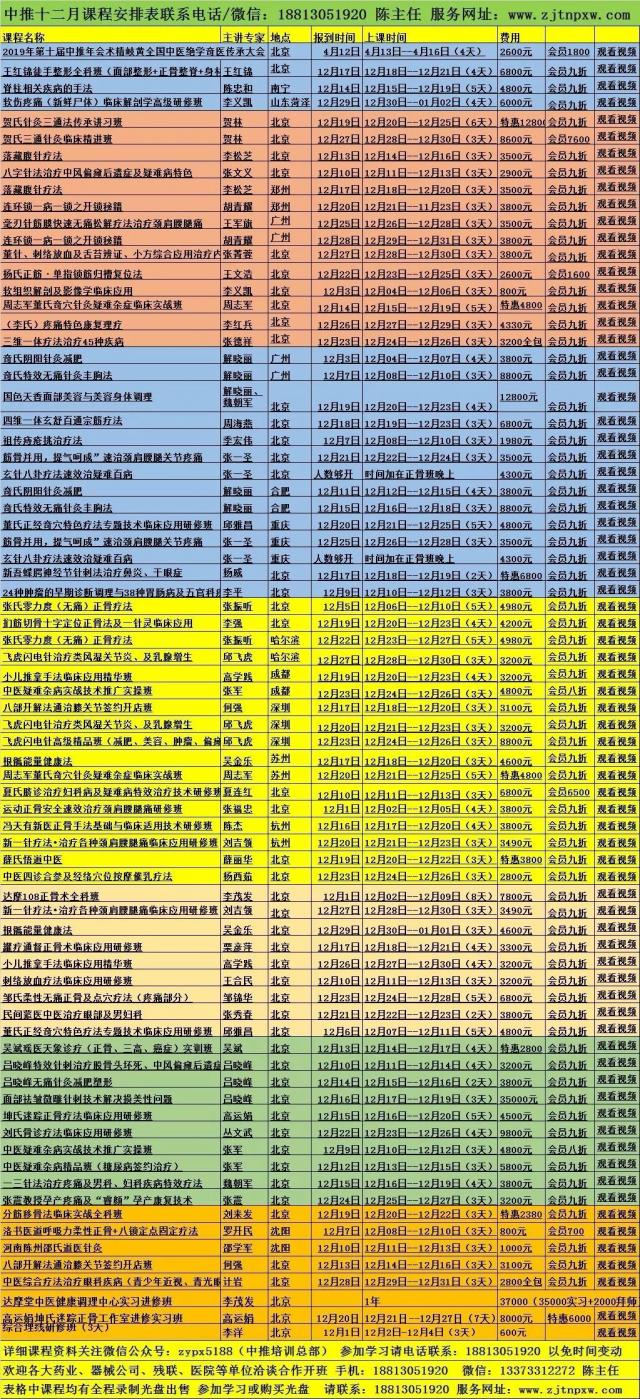 中推十二月课程安排表联系电话/微信：18813051920 陈主任 服务网址：www.zjtnpxw.com
课程名称 主讲专家 地点 报到时间 上课时间 费用
2019年第十届中推年会术精岐黄全国中医绝学奇医传承大会 北京 4月12日 4月13日--4月16日（4天） 2600元 会员1800 观看视频
王红锦徒手整形全科班（面部整形+正骨整脊+身材 王红锦 北京 12月17日 12月18日--12月21日（4天） 6800元 会员九折 观看视频
脊柱相关疾病的手法 陈忠和 南宁 12月14日 12月15日--12月19日（5天） 4800元 会员九折 观看视频
软伤疼痛（新鲜尸体）临床解剖学高级研修班 李义凯 山东菏泽 12月29日 12月30日--01月02日（4天） 6000元 会员九折 观看视频
贺氏针灸三通法传承讲习班 贺林 北京 12月19日 12月20日--12月25日（6天） 特惠12800 会员九折 观看视频
贺氏三通针灸临床精进班 贺林 北京 12月27日 12月28日--12月30日（3天） 8600元 会员7600 观看视频
落藏腹针疗法 李松芝 北京 12月13日 12月14日--12月16日（3天） 3500元 会员九折 观看视频
八字针法治疗中风偏瘫后遗症及疑难病特色 张文义 北京 12月10日 12月11日--12月13日（3天） 2900元 会员九折 观看视频
落藏腹针疗法 李松芝 郑州 12月17日 12月18日--12月20日（3天） 3500元 会员九折 观看视频
连环锁一病一锁之开锁秘籍 胡青耀 郑州 12月20日 12月21日--11月23日（3天） 3800元 会员九折 观看视频
毫刃针筋膜快速无痛松解疗法治疗颈肩腰腿痛 王军旗 广州 12月25日 12月26日--12月28日（3天） 3500元 会员九折 观看视频
连环锁一病一锁之开锁秘籍 胡青耀 广州 12月28日 12月29日--12月31日（3天） 3800元 会员九折 观看视频
董针、刺络放血及舌苔辨证、小方综合应用治疗内 张菁菩 北京 12月27日 12月28日--12月30日（3天） 3800元 会员九折 观看视频
杨氏正筋·单指锁筋归槽复位法 王文浩 北京 12月22日 12月23日--12月25日（3天） 2600元 会员1600 观看视频
软组织解剖及影像学临床应用 李义凯 北京 12月3日 12月04日--12月06日（3天） 800元 会员九折 观看视频
周志军董氏奇穴针灸疑难杂症临床实战班 周志军 北京 12月14日 12月15日--12月19日（5天） 特惠4800 会员九折 观看视频
（李氏）疼痛特色康复理疗 李红兵 北京 12月26日 12月27日--12月29日（3天） 4330元 会员九折 观看视频
三维一体疗法治疗45种疾病 张德祥 北京 12月23日 12月24日--12月26日（3天） 3200全包 会员九折 观看视频
奇氏阴阳针灸减肥 解晓丽 广州 12月3日 12月04日--12月07日（4天） 3800元 会员九折 观看视频
奇氏特效无痛针灸丰胸法 解晓丽 广州 12月7日 12月08日--12月10日（3天） 8800元 会员九折 观看视频
国色天香面部美容与美容身体调理 解晓丽、魏朝军 北京 12月19日 12月20日--12月23日（4天） 12800元 会员九折 观看视频
四维一体玄舒百通宗筋疗法 周海燕 北京 12月18日 12月19日--12月23日（5天） 6800元 会员九折 观看视频
祖传痔疮挑治疗法 李宏伟 北京 12月7日 12月08日--12月10日（3天） 1980元 会员九折 观看视频
筋骨并用，提气呵成"速治颈肩腰腿关节疼痛 张一圣 北京 12月21日 12月22日--12月24日（3天） 3500元 会员九折 观看视频
玄针八卦疗法速效治疑难百病 张一圣 北京 人数够开 时间加在正骨班晚上 4300元 会员九折 观看视频
奇氏阴阳针灸减肥 解晓丽 合肥 12月11日 12月12日--12月15日（4天） 3800元 会员九折 观看视频
奇氏特效无痛针灸丰胸法 解晓丽 合肥 12月15日 12月16日--12月18日（3天） 8800元 会员九折 观看视频
董氏正经奇穴特色疗法专题技术临床应用研修班 邱雅昌 重庆 12月20日 12月21日--12月25日（5天） 4800元 会员九折 观看视频
筋骨并用，提气呵成"速治颈肩腰腿关节疼痛 张一圣 重庆 12月25日 12月26日--12月28日（3天） 3500元 会员九折 观看视频
玄针八卦疗法速效治疑难百病 张一圣 重庆 人数够开 时间加在正骨班晚上 4300元 会员九折 观看视频
新吾蝶腭神经节针刺法治疗鼻炎、干眼症 杨威 北京 12月17日 12月18日--12月19日（2天） 特惠6800 会员九折 观看视频
24种肿瘤的早期诊断调理与38种胃肠病及五官科疾 李平 北京 12月9日 12月10日--12月12日（3天） 3800元 会员九折 观看视频
张氏零力度（无痛）正骨疗法 张振听 北京 12月5日 12月06日--12月10日（5天） 4980元 会员九折 观看视频
扪筋切骨十字定位正骨法及一针灵临床应用 李强 北京 12月19日 12月20日--12月23日（4天） 4200元 会员九折 观看视频
张氏零力度（无痛）正骨疗法 张振听 哈尔滨 12月22日 12月23日--12月27日（5天） 4980元 会员九折 观看视频
飞虎闪电针治疗类风湿关节炎、及乳腺增生 邱飞虎 哈尔滨 12月27日 12月28日--12月30日（3天） 3200元 会员九折 观看视频
小儿推拿手法临床应用精华班 高学践 成都 12月19日 12月20日--12月23日（4天） 3800元 会员九折 观看视频
中医疑难杂病实战技术推广实操班 张军 成都 12月23日 12月24日--12月26日（3天） 4800元 会员八折 观看视频
八部开解法通治膝关节签约开店班 何强 深圳 12月17日 12月18日--12月20日（3天） 3100元 会员九折 观看视频
飞虎闪电针治疗类风湿关节炎、及乳腺增生 邱飞虎 深圳 12月20日 12月21日--12月23日（3天） 3200元 会员九折 观看视频
飞虎闪电针高级精品班（减肥、美容、肿瘤、偏瘫 邱飞虎 深圳 12月23日 12月24日--12月26日（3天） 8800元 会员九折 观看视频
根骶能量健康法 吴金乐 苏州 12月17日 12月18日--12月20日（3天） 4600元 会员九折 观看视频
周志军董氏奇穴针灸疑难杂症临床实战班 周志军 苏州 12月20日 12月21日--12月25日（5天） 特惠4800 会员九折 观看视频
夏氏脐诊治疗妇科病及疑难病特效治疗技术研修班 夏连红 北京 12月10日 12月11日--12月13日（3天） 6800元 会员6500 观看视频
运动正骨安全速效治疗颈肩腰腿痛研修班 张福忠 北京 12月1日 12月02日--12月05日（4天） 3800元 会员九折 观看视频
冯天有新医正骨手法基础与临床适用技术研修班 陈杰 杭州 12月16日 12月17日--12月20日（4天） 3800元 会员九折 观看视频
新一针疗法·治疗各种颈肩腰腿痛临床应用研修班 刘吉领 杭州 12月20日 12月21日--12月23日（3天） 3490元 会员九折 观看视频
薛氏悟道中医 薛丽华 北京 12月19日 12月20日--12月22日（3天） 特惠3800 会员九折 观看视频
中医四诊合参及经络穴位按摩催乳疗法 杨酉茹 北京 12月23日 12月24日--12月26日（3天） 2800元 会员九折 观看视频
达摩108正骨术全科班 李茂发 北京 12月1日 12月02日--12月09日（8天） 7800元 会员九折 观看视频
新一针疗法·治疗各种颈肩腰腿痛临床应用研修班 刘吉领 北京 12月27日 12月28日--12月30日（3天） 3490元 会员九折 观看视频
根骶能量健康法 吴金乐 北京 12月29日 12月30日--01月01日（3天） 4600元 会员九折 观看视频
罐疗通督正骨术临床应用研修班 栗彦萍 北京 12月17日 12月18日--12月21日（4天） 3300元 会员九折 观看视频
小儿推拿手法临床应用精华班 高学践 北京 12月26日 12月27日--12月30日（4天） 3800元 会员九折 观看视频
刺络放血疗法临床应用研修班 王合民 北京 12月10日 12月11日--12月13日（3天） 3200元 会员九折 观看视频
邹氏柔性无痛正骨及点穴疗法（疼痛部分） 邹锦华 北京 12月23日 12月24日--12月28日（5天） 6800元 会员九折 观看视频
民间蒙医中医治疗眼部及男妇科 张秀春 北京 12月21日 12月22日--12月23日（2天） 3800元 会员九折 观看视频
董氏正经奇穴特色疗法专题技术临床应用研修班 邱雅昌 北京 12月6日 12月07日--12月11日（5天） 4800元 会员九折 观看视频
吴斌瑶医天象诊疗（正骨、三高、癌症）实训班 吴斌 北京 12月13日 12月14日--12月17日（4天） 特惠2800 会员九折 观看视频
吕晓峰特效针刺治疗股骨头坏死、中风偏瘫后遗症 吕晓峰 北京 12月10日 12月11日--12月14日（4天） 3200元 会员九折 观看视频
吕晓峰无痛针灸减肥塑形 吕晓峰 北京 12月14日 12月15日--12月16日（2天） 3800元 会员九折 观看视频
面部祛皱微雕针刺技术解决损美性问题 吕晓峰 北京 12月16日 12月17日--12月19日（3天） 35000元 会员九折 观看视频
坤氏迷踪正骨疗法临床应用研修班 高运娟 北京 12月15日 12月16日--12月20日（5天） 4500元 会员九折 观看视频
刘氏骨诊疗法临床研修班 丛文武 北京 12月22日 12月23日--12月26日（4天） 9800元 会员九折 观看视频
中医疑难杂病实战技术推广实操班 张军 北京 12月9日 12月10日--12月12日（3天） 4800元 会员八折 观看视频
中医疑难杂病精品班（糖尿病签约治疗） 张军 北京 12月12日 12月13日--12月15日（3天） 5800元 会员九折 观看视频
一三针法治疗疼痛及男科、妇科疾病特效疗法 魏朝军 北京 12月15日 12月16日--12月18日（3天） 4800元 会员九折 观看视频
张震教授孕产疼痛及"睿颜"孕产康复技术 张震 北京 12月24日 12月25日--12月27日（3天） 3200元 会员九折 观看视频
分筋修骨法临床实战全科班 刘来发 北京 12月19日 12月20日--12月22日（3天） 特惠2380 会员九折 观看视频
洛书医道呼吸力柔性正骨+八镜定点固定疗法 罗开民 沈阳 12月7日 12月08日--12月10日（3天） 800元 会员700 观看视频
河南陈州邵氏道医针灸 邵学军 沈阳 12月10日 12月11日--12月13日（3天） 1000元 会员九折 观看视频
八部开解法通治膝关节签约开店班 何强 北京 12月13日 12月14日--12月16日（3天） 3100元 会员九折 观看视频
中医综合疗法治疗眼科疾病（青少年近视、青光眼 计岩 北京 12月28日 12月29日--12月31日（3天） 2800全包 会员九折 观看视频
达摩堂中医健康调理中心实习进修班 李茂发 北京 1年 37000（35000实习+2000拜师
高运娟坤氏迷踪正骨工作室进修实习班 高运娟 北京 12月20日 12月21日--12月27日（7天） 8000元 特惠6000 观看视频
综合理线研修班（3天） 李洋 北京 12月1日 12月2日-12月4日（3天） 600元 会员九折 观看视频
详细课程资料关注微信公众号：zypx5188（中推培训总部） 参加学习请电话联系：18813051920 以免时间变动
欢迎各大药业、器械公司、残联、医院等单位洽谈合作开班 手机：18813051920 微信：13373312272 陈主任
表格中课程均有全程录制光盘出售 参加学习或购买光盘 请联系：18813051920 www.zjtnpxw.com